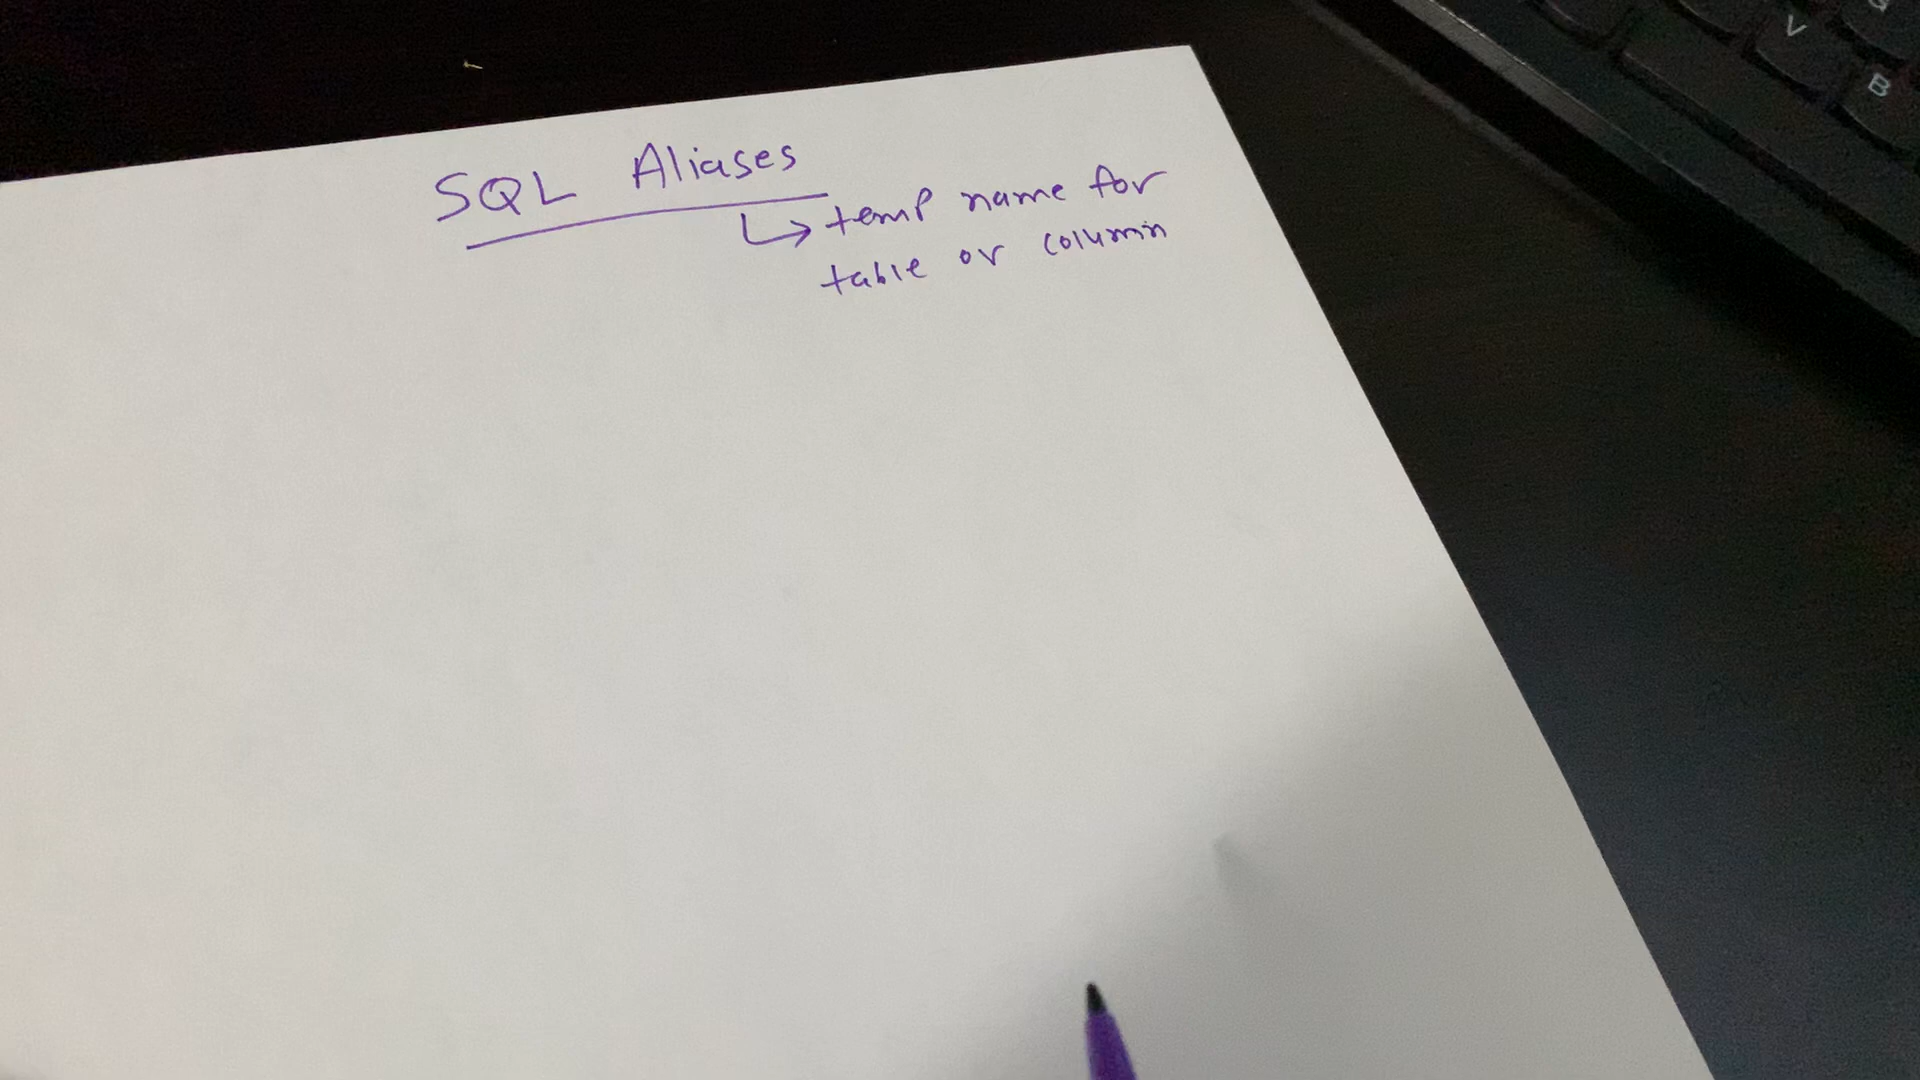 SQL Aliases
temp name for
table or column
V
B